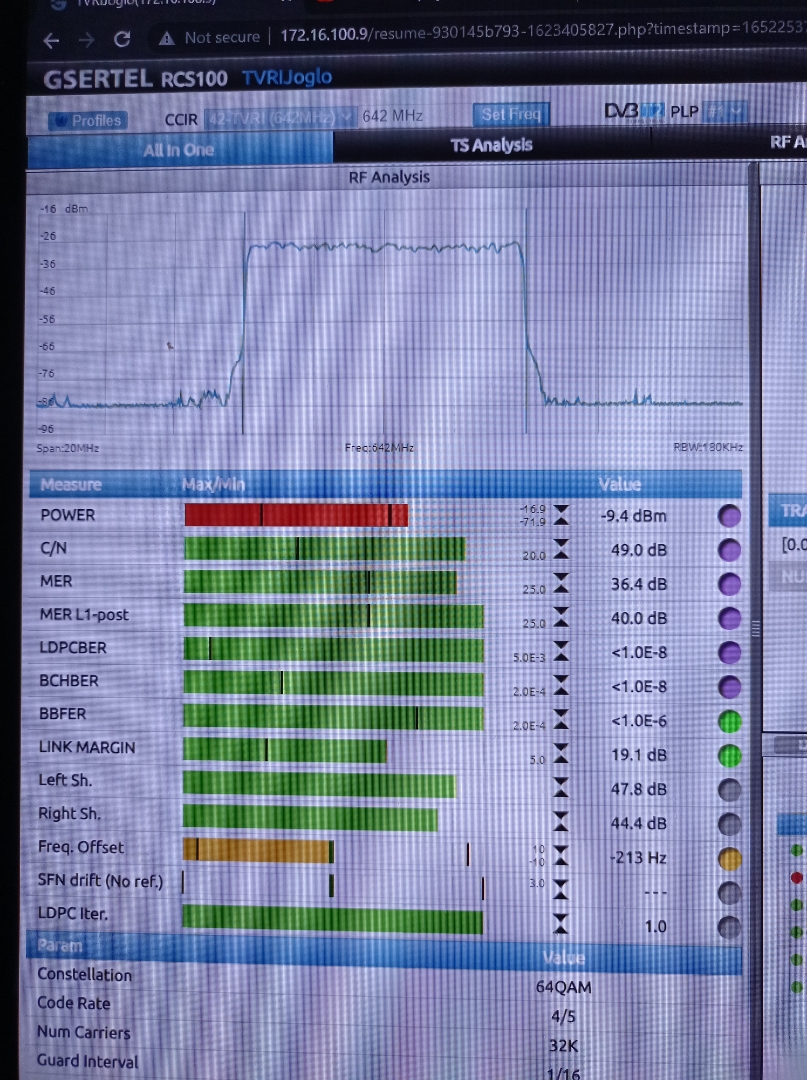 Not secure | 172.16.100.9/resume-930145b793-1623405827.php?timestamp=1652253
GSERTEL RCS100 TVRIJoglo
Profiles CCIR 42-TVRI (642MHz) 642 MHz Set Freq DVB T2 PLP
All In One TS Analysis RF A
RF Analysis
-16 dBm
-26
-36
-46
-56
-66
-76
-86
-96
Span:20MHz Freq:642MHz RBW:180KHz
Measure Max/Min Value
POWER -16.9 -71.9 -9.4 dBm
C/N 20.0 49.0 dB
MER 25.0 36.4 dB
MER L1-post 25.0 40.0 dB
LDPCBER 5.0E-3 <1.0E-8
BCHBER 2.0E-4 <1.0E-8
BBFER 2.0E-4 <1.0E-6
LINK MARGIN 5.0 19.1 dB
Left Sh. 47.8 dB
Right Sh. 44.4 dB
Freq. Offset 10 -10 -213 Hz
SFN drift (No ref.) 3.0 ---
LDPC Iter. 1.0
Param Value
Constellation 64QAM
Code Rate 4/5
Num Carriers 32K
Guard Interval 1/16
TRA
[0.0
NU